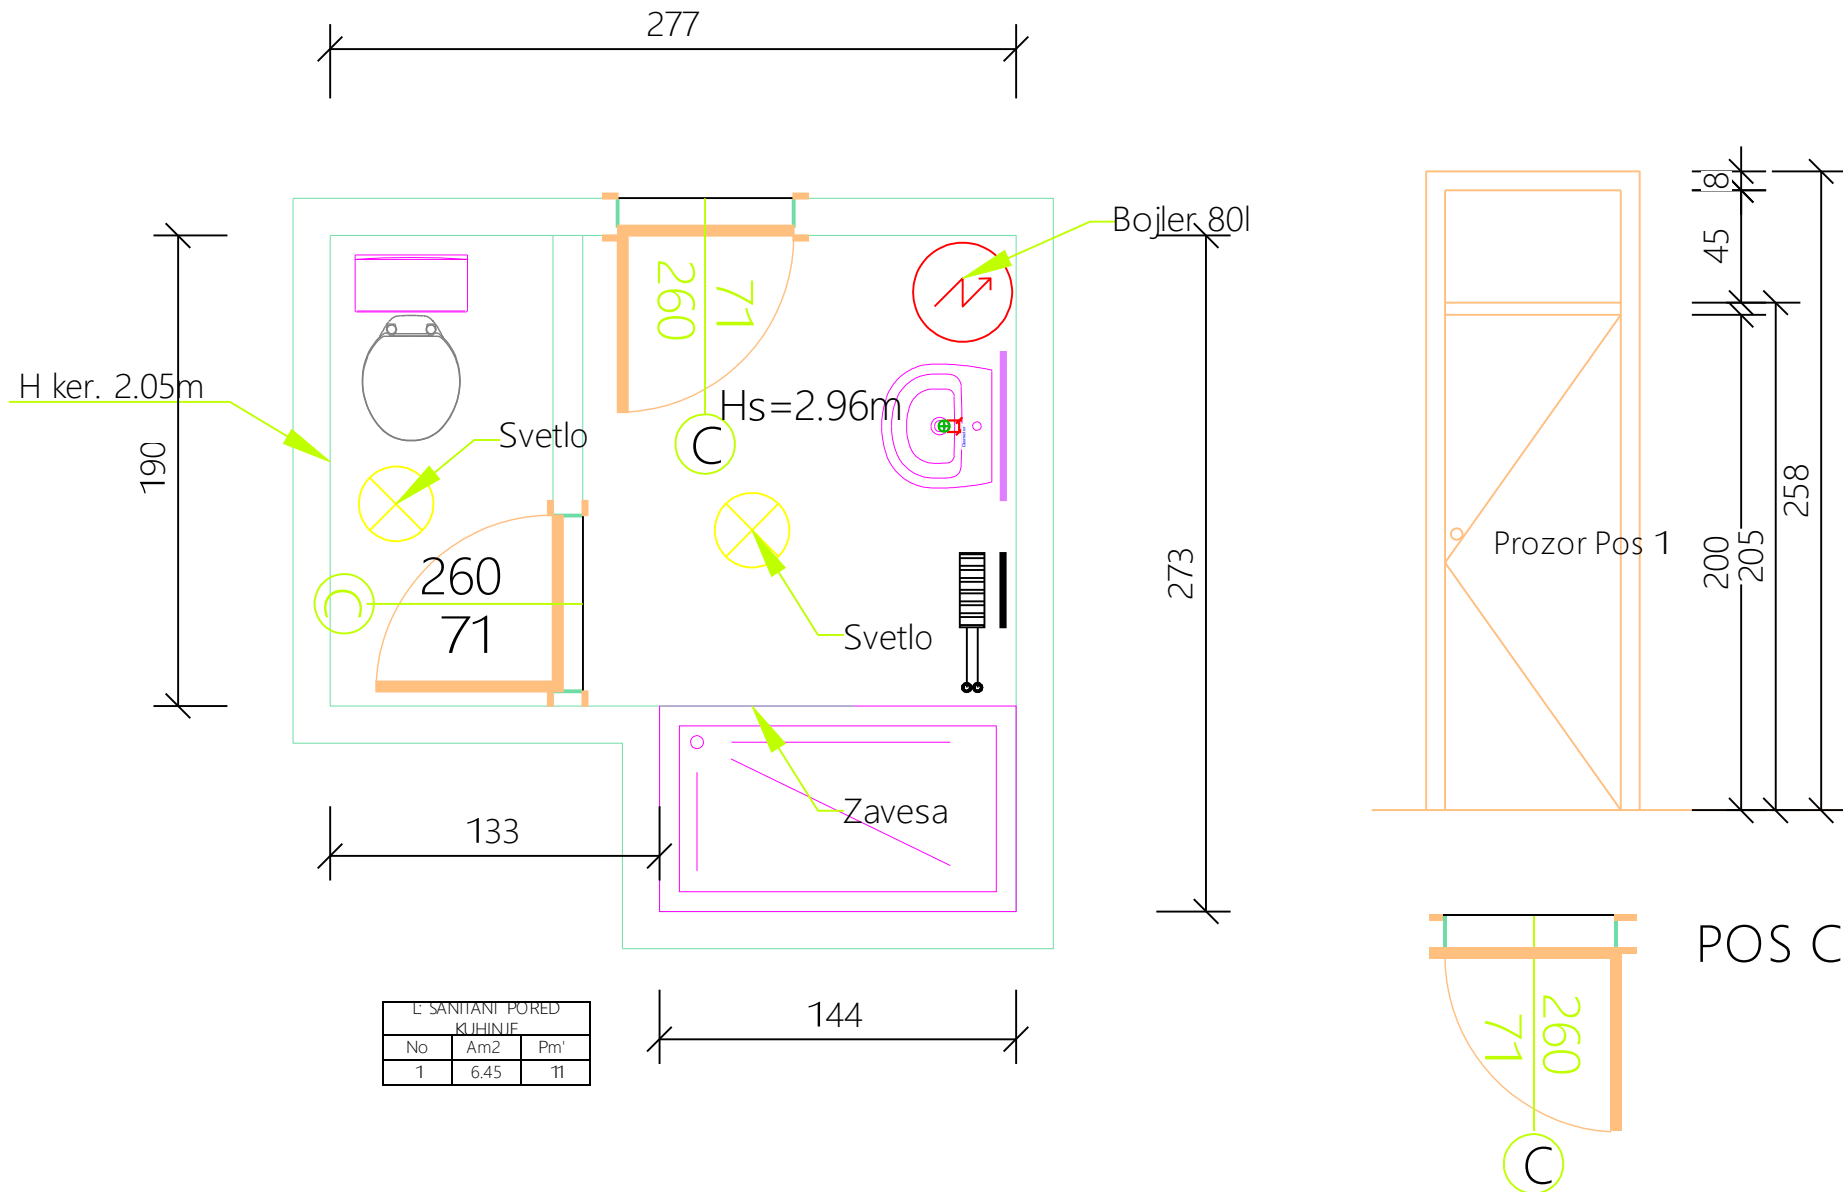 277
Bojler 80l
8
45
71
260
H ker. 2.05m
Hs=2.96m
Svetlo
C
190
258
Prozor Pos 1
200
205
273
260
71
C
Svetlo
Zavesa
133
POS C
144
L: SANITANI PORED
KUHINJE
No Am2 Pm'
1 6.45 11
260
71
C